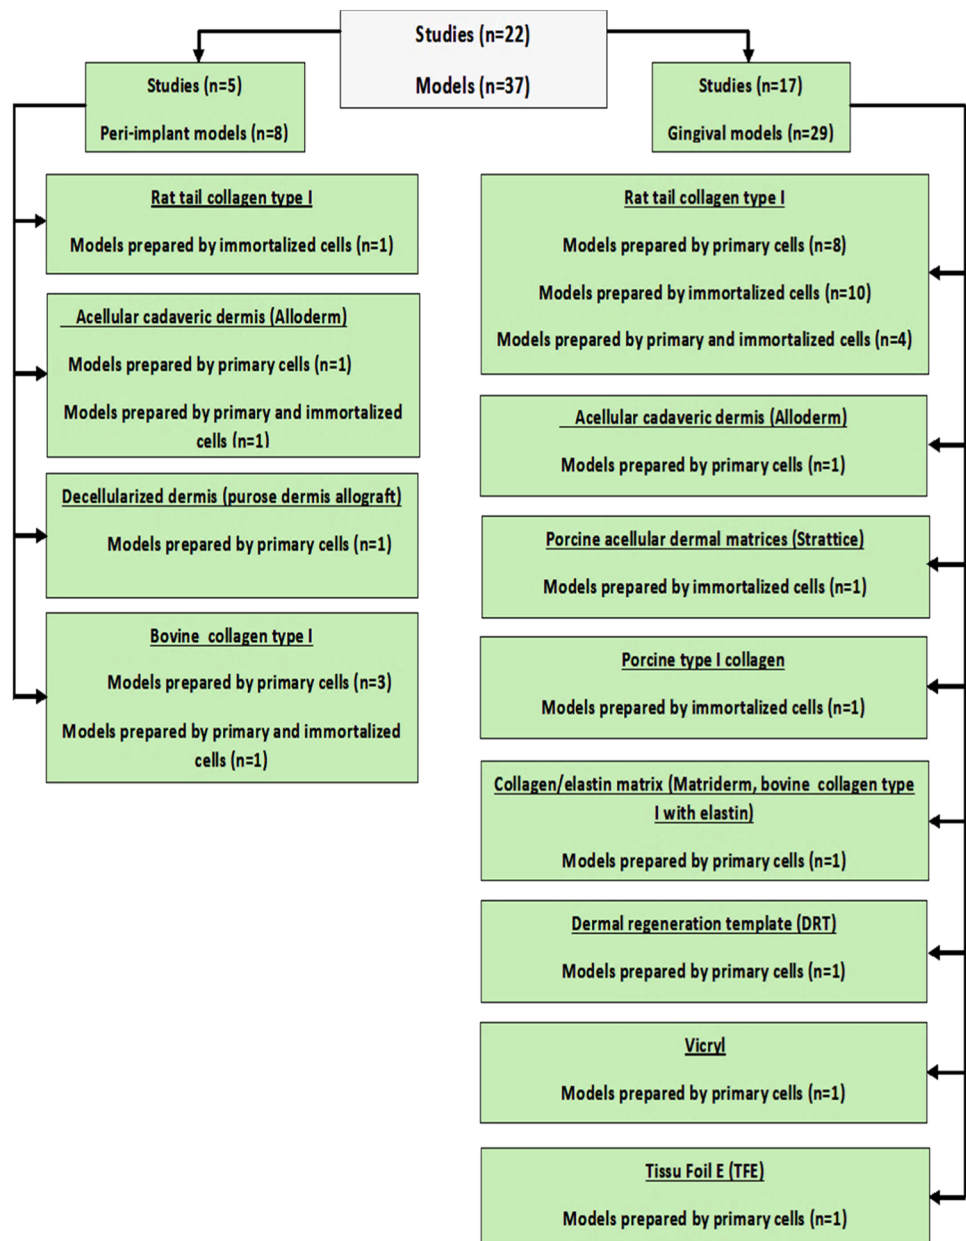 Studies (n=22)
Models (n=37)
Studies (n=5)
Peri-implant models (n=8)
Rat tail collagen type I
Models prepared by immortalized cells (n=1)
Acellular cadaveric dermis (Alloderm)
Models prepared by primary cells (n=1)
Models prepared by primary and immortalized
cells (n=1)
Decellularized dermis (purose dermis allograft)
Models prepared by primary cells (n=1)
Bovine collagen type I
Models prepared by primary cells (n=3)
Models prepared by primary and immortalized
cells (n=1)
Studies (n=17)
Gingival models (n=29)
Rat tail collagen type I
Models prepared by primary cells (n=8)
Models prepared by immortalized cells (n=10)
Models prepared by primary and immortalized cells (n=4)
Acellular cadaveric dermis (Alloderm)
Models prepared by primary cells (n=1)
Porcine acellular dermal matrices (Strattice)
Models prepared by immortalized cells (n=1)
Porcine type I collagen
Models prepared by immortalized cells (n=1)
Collagen/elastin matrix (Matriderm, bovine collagen type
I with elastin)
Models prepared by primary cells (n=1)
Dermal regeneration template (DRT)
Models prepared by primary cells (n=1)
Vicryl
Models prepared by primary cells (n=1)
Tissu Foil E (TFE)
Models prepared by primary cells (n=1)